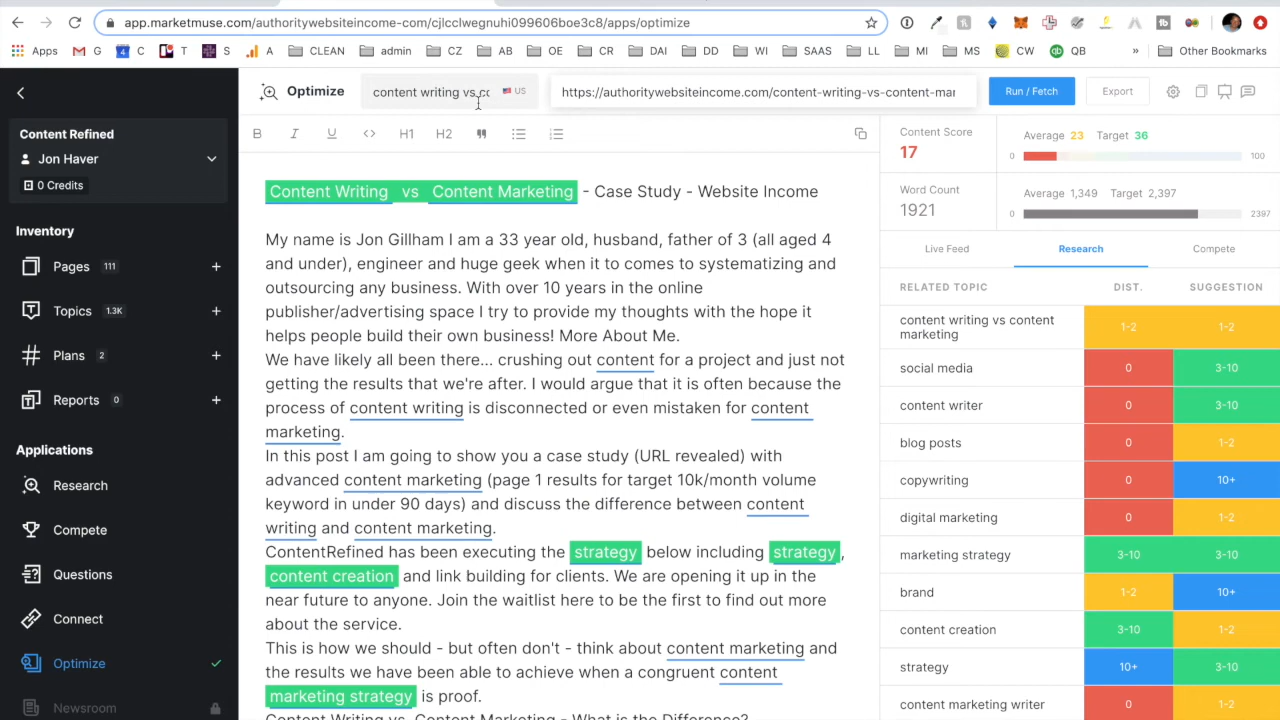 app.marketmuse.com/authoritywebsiteincome-com/cjlcclwegnuhi099606boe3c8/apps/optimize
Apps G 4 C T S A CLEAN admin CZ AB OE CR DAI DD WI SAAS LL MI MS CW qb QB » Other Bookmarks
Optimize content writing vs US https://authoritywebsiteincome.com/content-writing-vs-content-mar Run / Fetch Export
Content Refined
Jon Haver
0 Credits
Inventory
Pages 111 +
Topics 1.3K +
Plans 2 +
Reports 0 +
Applications
Research
Compete
Questions
Connect
Optimize
Newsroom
B I U <> H1 H2
Content Writing vs Content Marketing - Case Study - Website Income
My name is Jon Gillham I am a 33 year old, husband, father of 3 (all aged 4
and under), engineer and huge geek when it to comes to systematizing and
outsourcing any business. With over 10 years in the online
publisher/advertising space I try to provide my thoughts with the hope it
helps people build their own business! More About Me.
We have likely all been there... crushing out content for a project and just not
getting the results that we're after. I would argue that it is often because the
process of content writing is disconnected or even mistaken for content
marketing.
In this post I am going to show you a case study (URL revealed) with
advanced content marketing (page 1 results for target 10k/month volume
keyword in under 90 days) and discuss the difference between content
writing and content marketing.
ContentRefined has been executing the strategy below including strategy,
content creation and link building for clients. We are opening it up in the
near future to anyone. Join the waitlist here to be the first to find out more
about the service.
This is how we should - but often don't - think about content marketing and
the results we have been able to achieve when a congruent content
marketing strategy is proof.
Content Writing vs. Content Marketing - What is the Difference?
Content Score
17
Average 23 Target 36
0 100
Word Count
1921
Average 1,349 Target 2,397
0 2397
Live Feed Research Compete
RELATED TOPIC DIST. SUGGESTION
content writing vs content
marketing 1-2 1-2
social media 0 3-10
content writer 0 3-10
blog posts 0 1-2
copywriting 0 10+
digital marketing 0 1-2
marketing strategy 3-10 3-10
brand 1-2 10+
content creation 3-10 1-2
strategy 10+ 3-10
content marketing writer 0 1-2